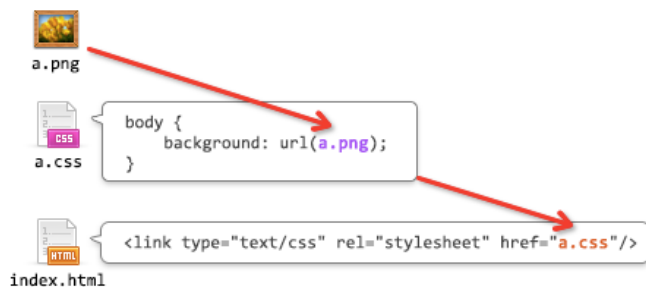 a.png
CSS
a.css
body {
    background: url(a.png);
}
HTML
index.html
<link type="text/css" rel="stylesheet" href="a.css"/>